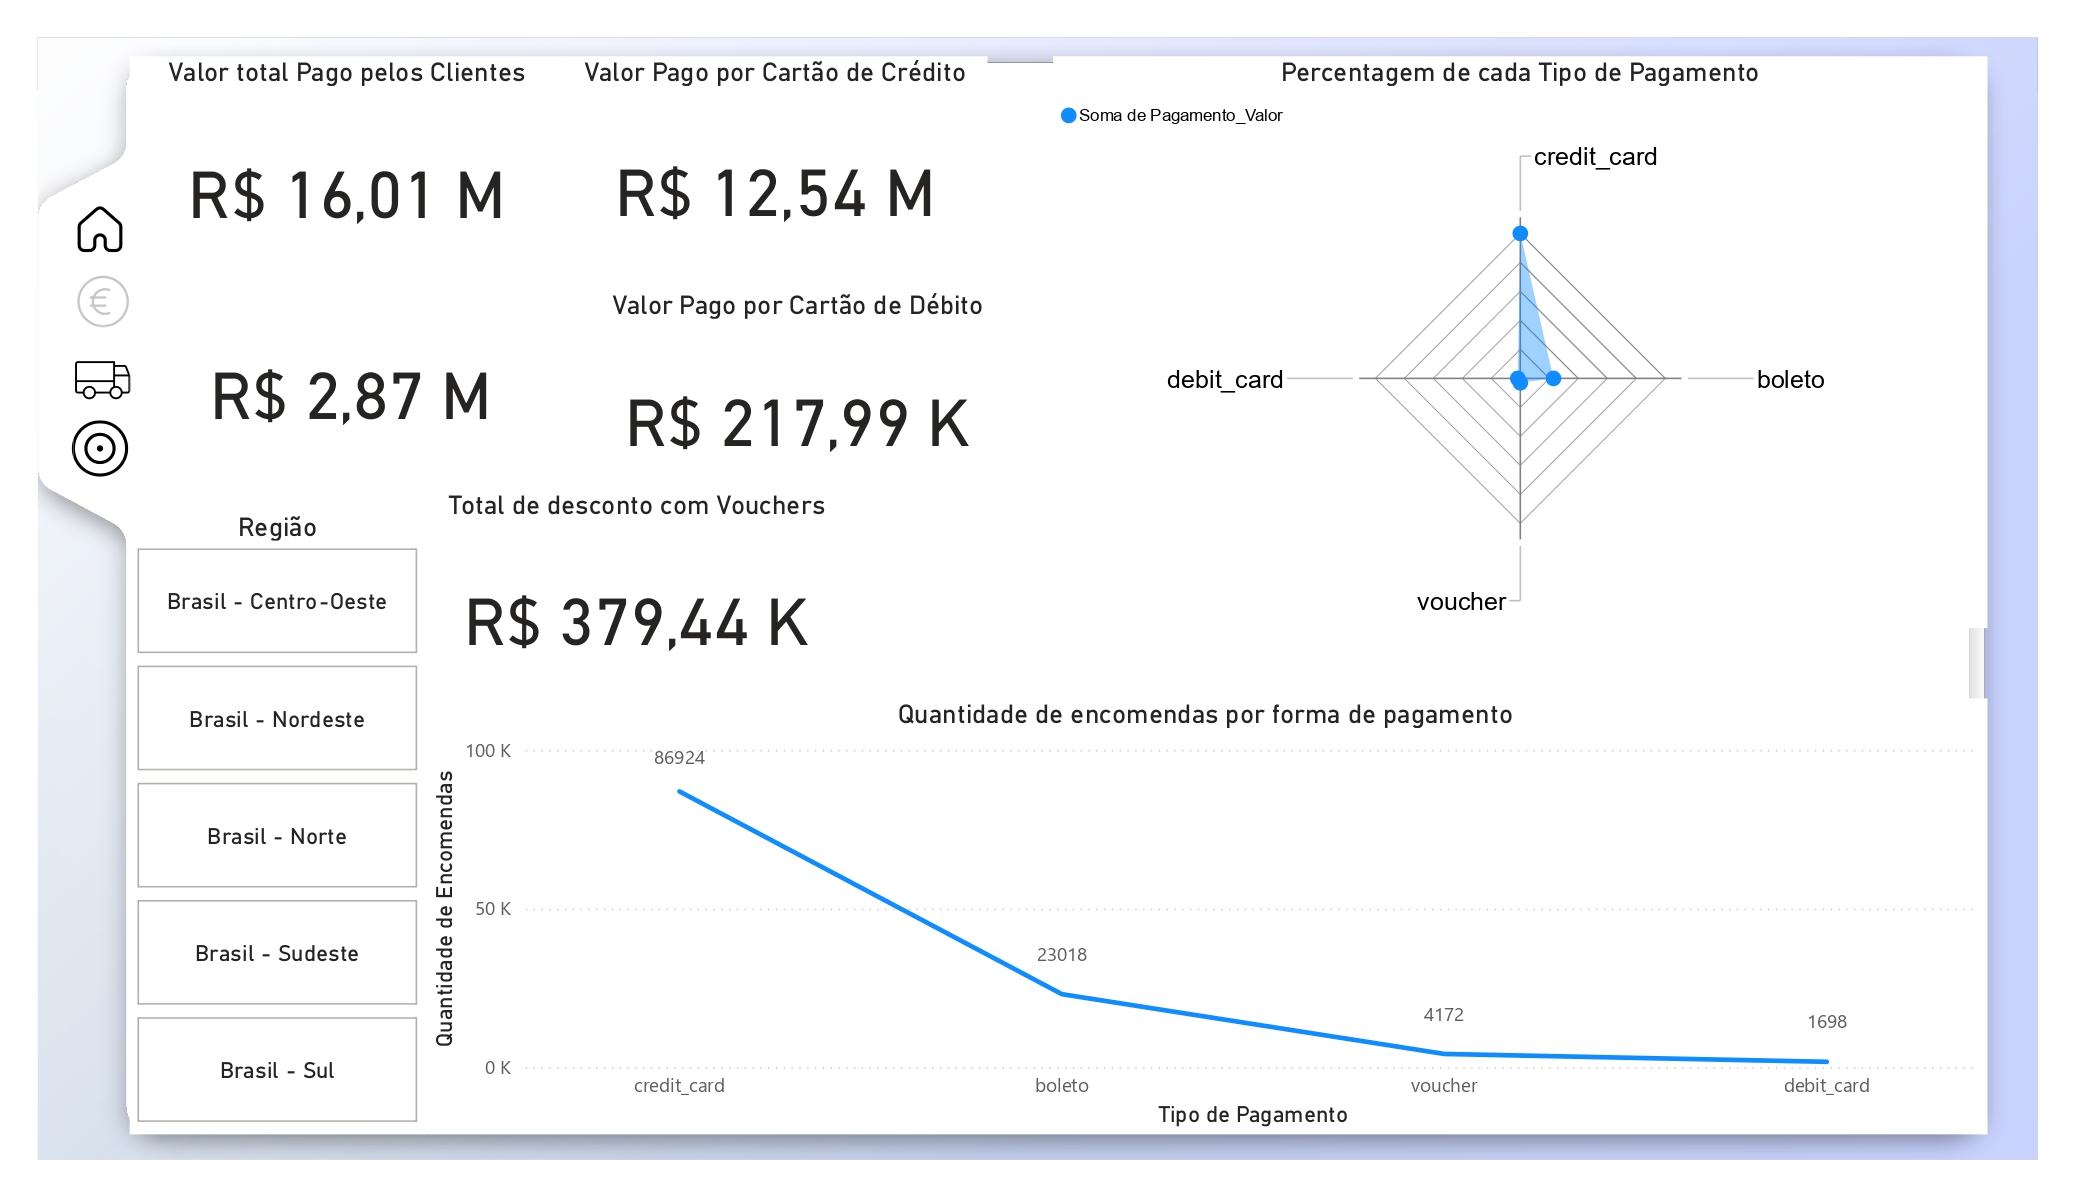 Valor total Pago pelos Clientes
R$ 16,01 M
Valor Pago por Cartão de Crédito
R$ 12,54 M
R$ 2,87 M
Valor Pago por Cartão de Débito
R$ 217,99 K
Total de desconto com Vouchers
R$ 379,44 K
Percentagem de cada Tipo de Pagamento
Soma de Pagamento_Valor
credit_card
debit_card
boleto
voucher
Região
Brasil - Centro-Oeste
Brasil - Nordeste
Brasil - Norte
Brasil - Sudeste
Brasil - Sul
Quantidade de encomendas por forma de pagamento
Quantidade de Encomendas
100 K
50 K
0 K
86924
23018
4172
1698
credit_card
boleto
voucher
debit_card
Tipo de Pagamento